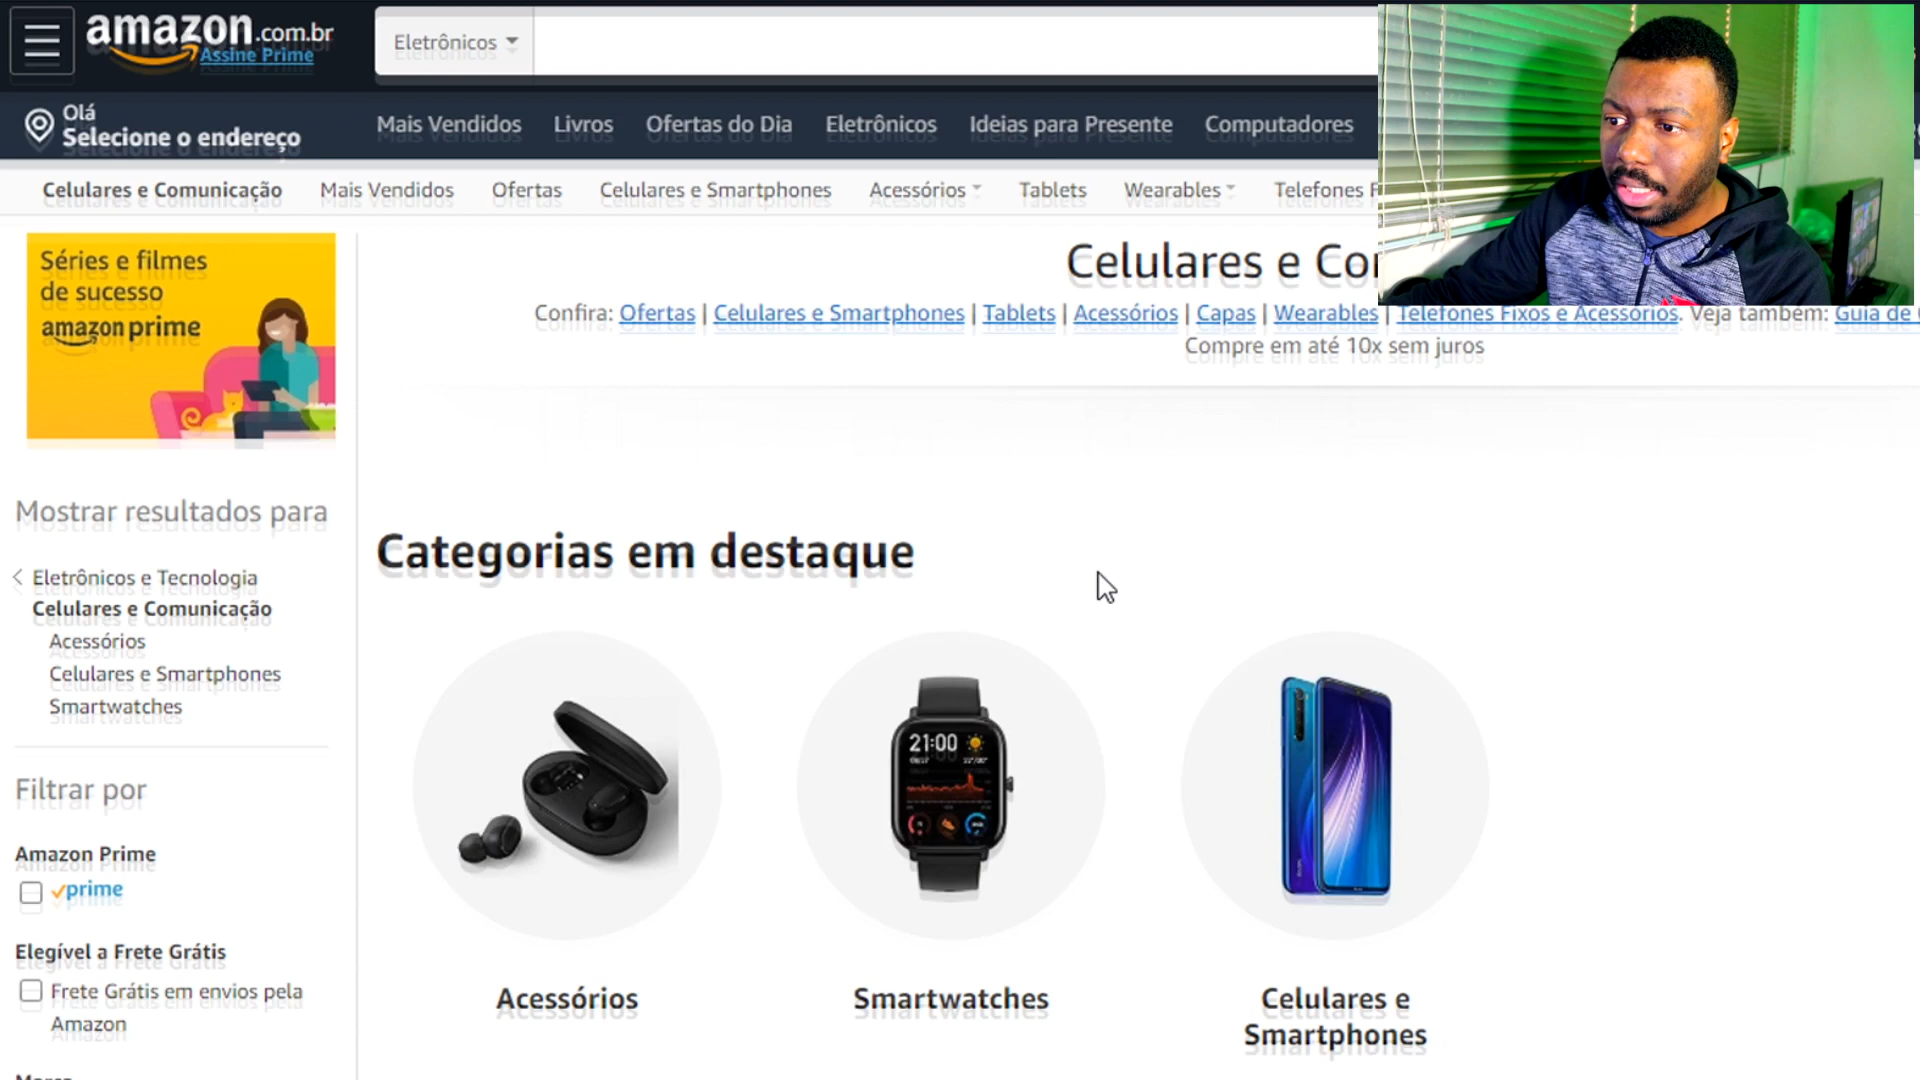 amazon.com.br
Assine Prime
Eletrônicos
Olá
Selecione o endereço
Mais Vendidos Livros Ofertas do Dia Eletrônicos Ideias para Presente Computadores
Celulares e Comunicação Mais Vendidos Ofertas Celulares e Smartphones Acessórios Tablets Wearables Telefones F
Séries e filmes
de sucesso
amazon prime
Celulares e Co
Confira: Ofertas | Celulares e Smartphones | Tablets | Acessórios | Capas | Wearables | Telefones Fixos e Acessórios. Veja também: Guia de
Compre em até 10x sem juros
Mostrar resultados para
Eletrônicos e Tecnologia
Celulares e Comunicação
Acessórios
Celulares e Smartphones
Smartwatches
Categorias em destaque
21:00
Filtrar por
Amazon Prime
prime
Elegível a Frete Grátis
Frete Grátis em envios pela
Amazon
Acessórios
Smartwatches
Celulares e
Smartphones